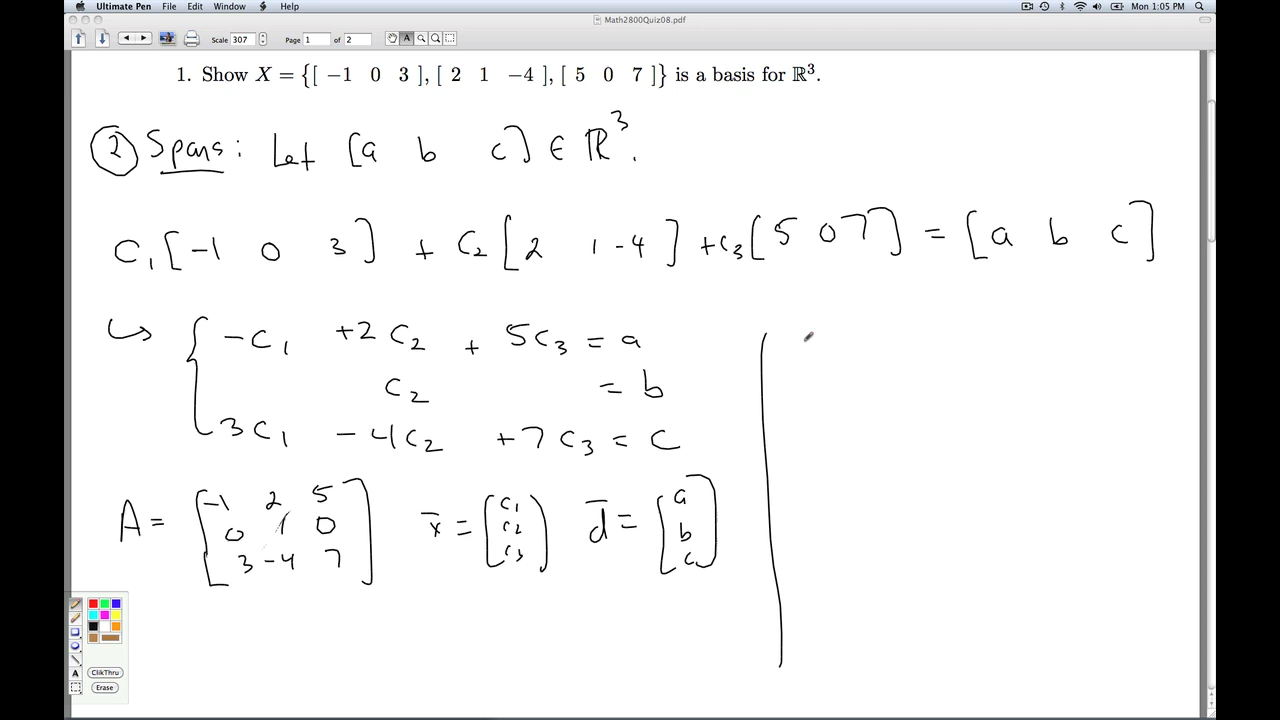 Ultimate Pen File Edit Window Help Mon 1:05 PM
Math2800Quiz08.pdf
Scale 307 Page 1 of 2 A
1. Show X = {[ −1 0 3 ], [ 2 1 −4 ], [ 5 0 7 ]} is a basis for ℝ³.
② Spans: Let [a b c] ∈ ℝ³.
C₁[-1 0 3] + C₂[2 1 -4] + C₃[5 0 7] = [a b c]
↪ { -C₁ + 2C₂ + 5C₃ = a
C₂ = b
3C₁ - 4C₂ + 7C₃ = C
A = [-1 2 5
0 1 0
3 -4 7]
x̄ = [C₁
C₂
C₃]
d̄ = [a
b
c]
A
ClikThru
Erase